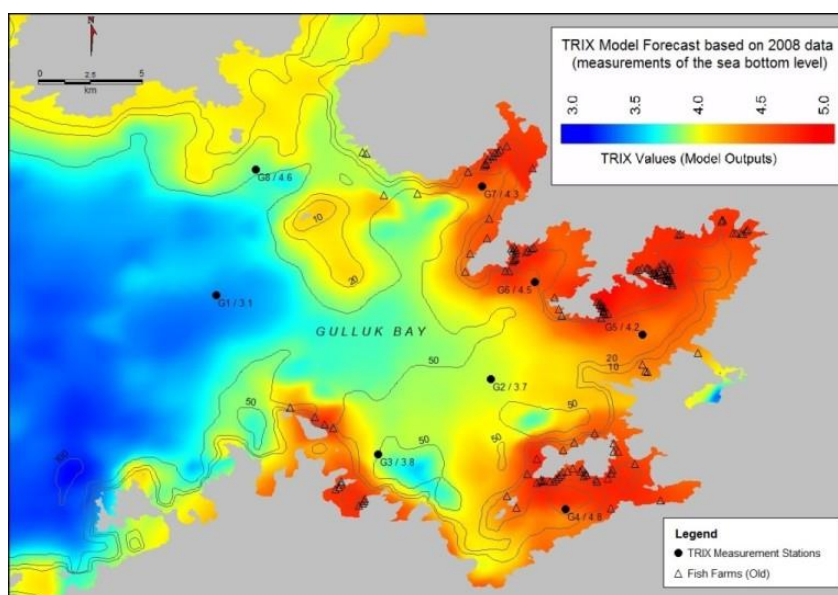 N
0 2.5 5
km
TRIX Model Forecast based on 2008 data
(measurements of the sea bottom level)
3.0 3.5 4.0 4.5 5.0
TRIX Values (Model Outputs)
G8 / 4.6
G7 / 4.3
10
20
G6 / 4.5
G1 / 3.1
GULLUK BAY
G5 / 4.2
50
20
10
G2 / 3.7
50
50
50
G3 / 3.8
50
G4 / 4.8
Legend
TRIX Measurement Stations
Fish Farms (Old)